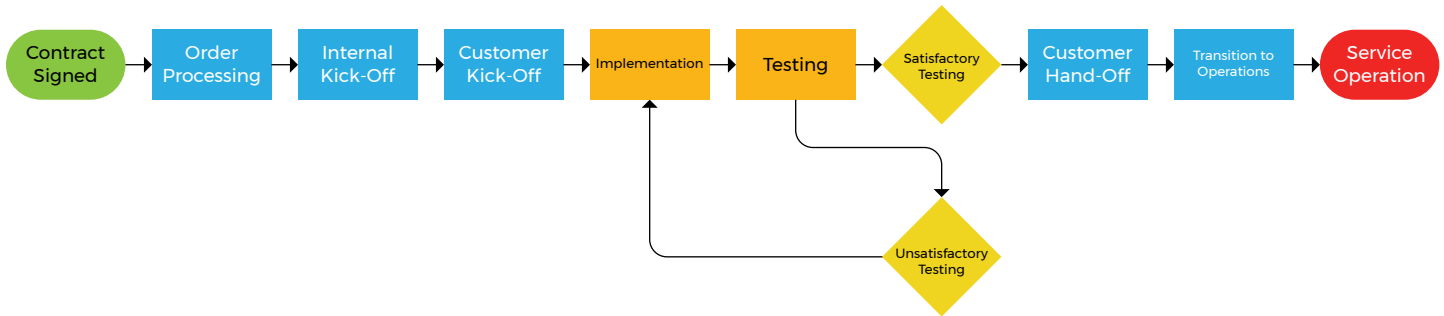 Contract
Signed
Order
Processing
Internal
Kick-Off
Customer
Kick-Off
Implementation
Testing
Satisfactory
Testing
Customer
Hand-Off
Transition to
Operations
Service
Operation
Unsatisfactory
Testing